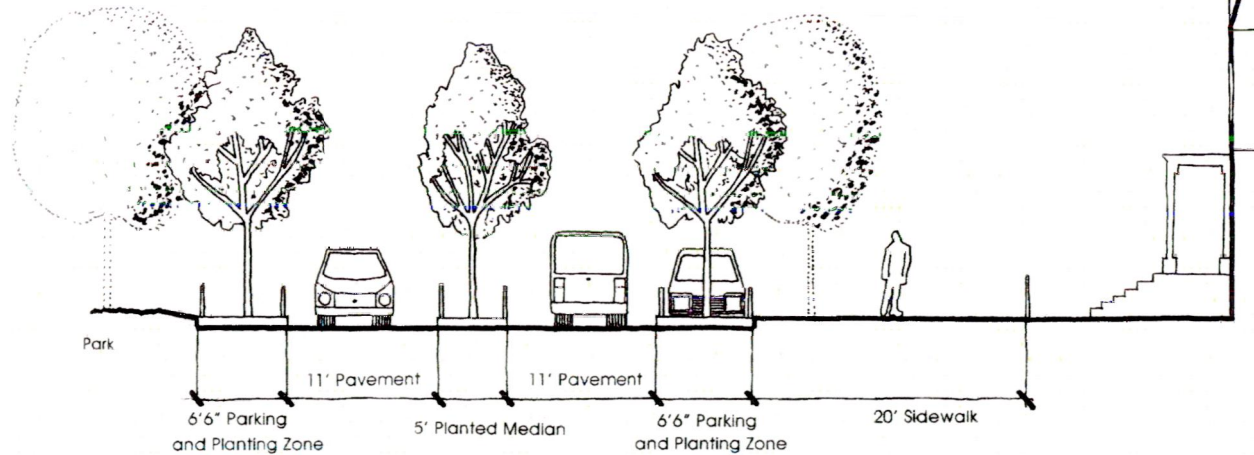 Park
11' Pavement
11' Pavement
6'6" Parking
and Planting Zone
5' Planted Median
6'6" Parking
and Planting Zone
20' Sidewalk